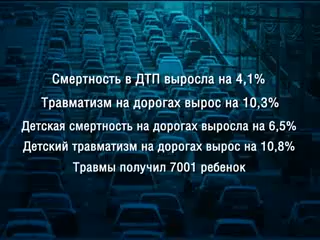 Смертность в ДТП выросла на 4,1%
Травматизм на дорогах вырос на 10,3%
Детская смертность на дорогах выросла на 6,5%
Детский травматизм на дорогах вырос на 10,8%
Травмы получил 7001 ребенок